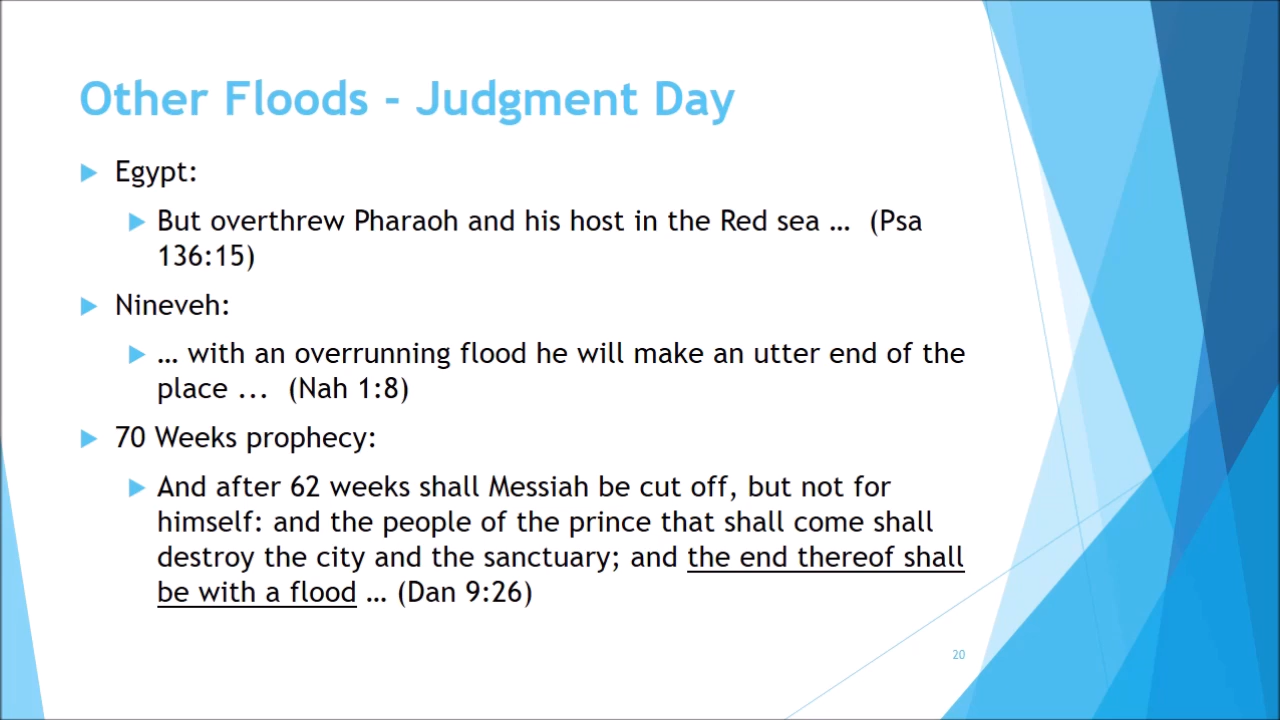 Other Floods - Judgment Day
Egypt:
But overthrew Pharaoh and his host in the Red sea … (Psa
136:15)
Nineveh:
… with an overrunning flood he will make an utter end of the
place ... (Nah 1:8)
70 Weeks prophecy:
And after 62 weeks shall Messiah be cut off, but not for
himself: and the people of the prince that shall come shall
destroy the city and the sanctuary; and the end thereof shall
be with a flood … (Dan 9:26)
20